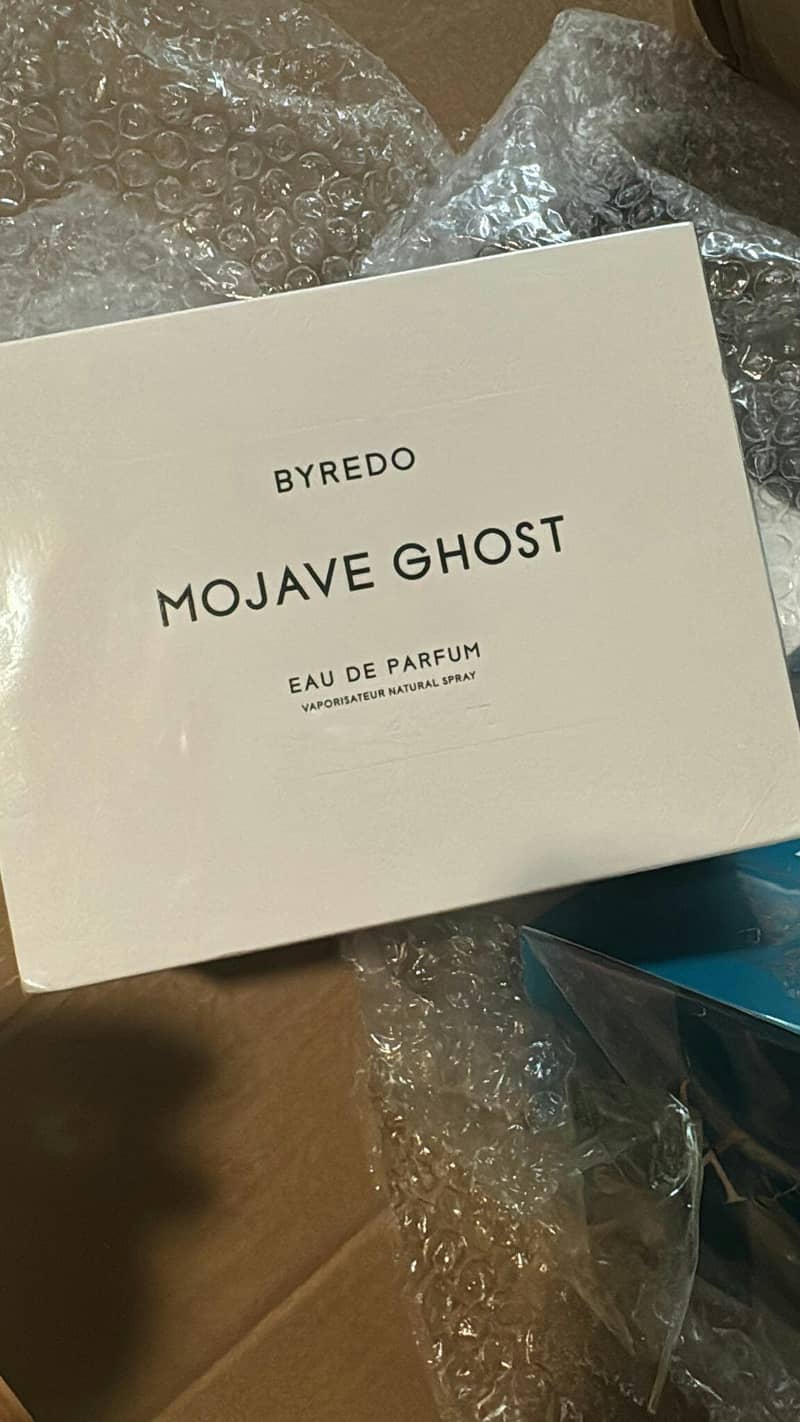 BYREDO
MOJAVE GHOST
EAU DE PARFUM
VAPORISATEUR NATURAL SPRAY